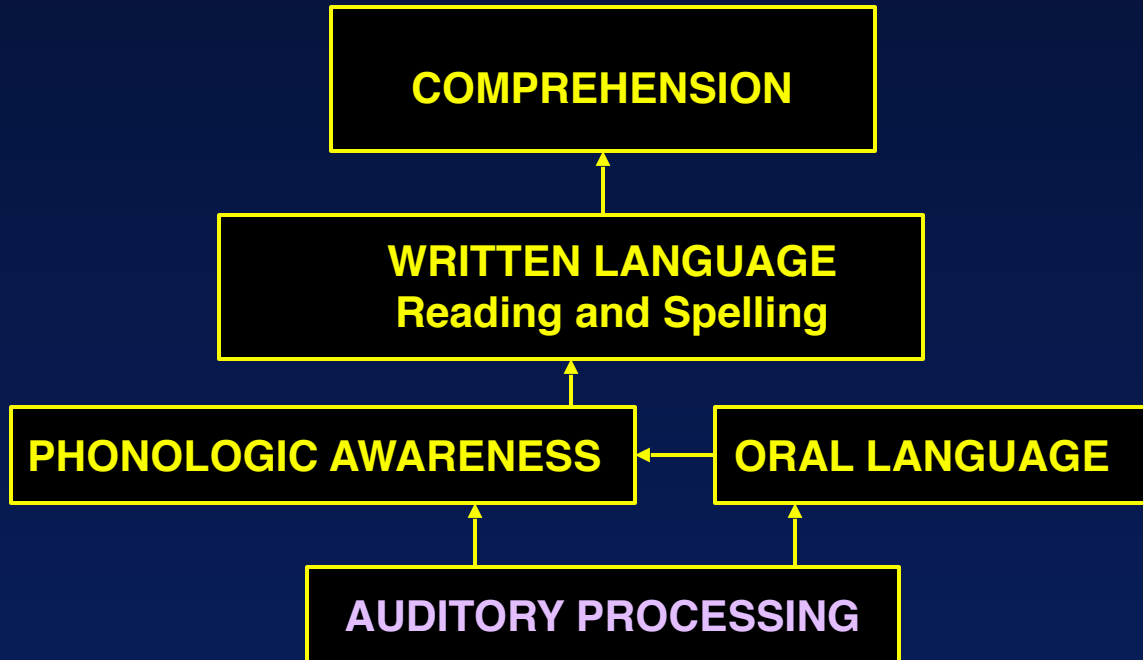 COMPREHENSION
WRITTEN LANGUAGE
Reading and Spelling
PHONOLOGIC AWARENESS
ORAL LANGUAGE
AUDITORY PROCESSING